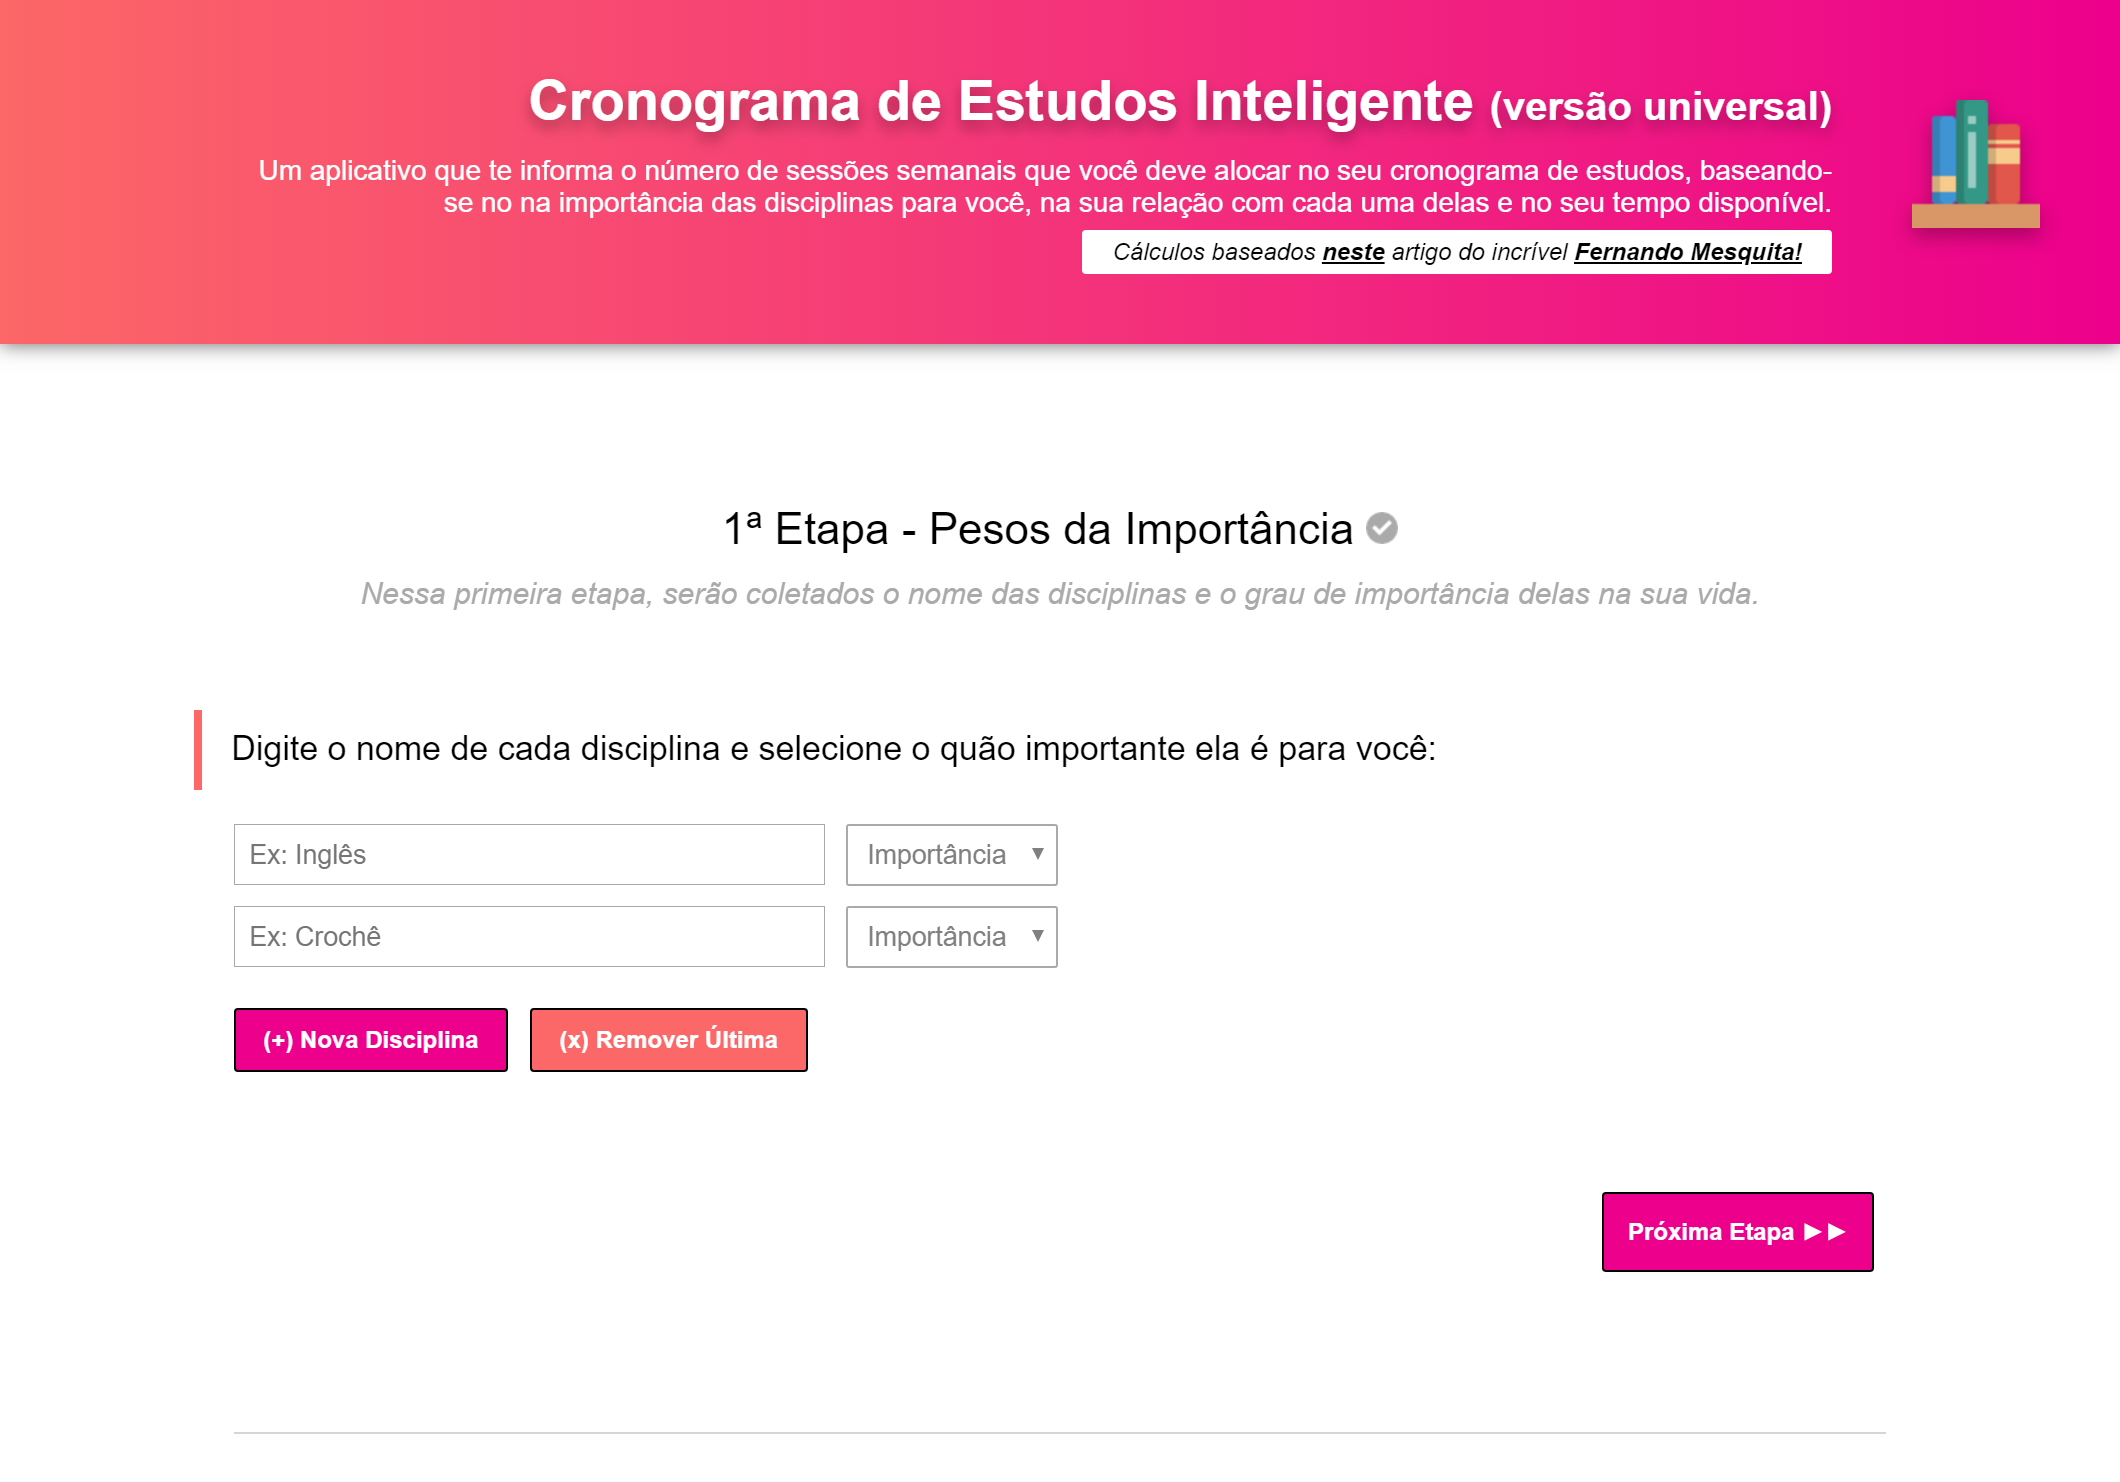 Cronograma de Estudos Inteligente (versão universal)
Um aplicativo que te informa o número de sessões semanais que você deve alocar no seu cronograma de estudos, baseando-
se no na importância das disciplinas para você, na sua relação com cada uma delas e no seu tempo disponível.
Cálculos baseados neste artigo do incrível Fernando Mesquita!
1ª Etapa - Pesos da Importância
Nessa primeira etapa, serão coletados o nome das disciplinas e o grau de importância delas na sua vida.
Digite o nome de cada disciplina e selecione o quão importante ela é para você:
Ex: Inglês Importância ▼
Ex: Crochê Importância ▼
(+) Nova Disciplina (x) Remover Última
Próxima Etapa ►►